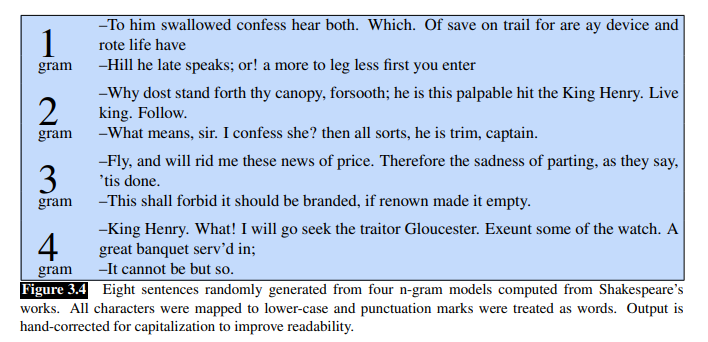 –To him swallowed confess hear both. Which. Of save on trail for are ay device and
1 rote life have
gram –Hill he late speaks; or! a more to leg less first you enter
–Why dost stand forth thy canopy, forsooth; he is this palpable hit the King Henry. Live
2 king. Follow.
gram –What means, sir. I confess she? then all sorts, he is trim, captain.
–Fly, and will rid me these news of price. Therefore the sadness of parting, as they say,
3 ’tis done.
gram –This shall forbid it should be branded, if renown made it empty.
–King Henry. What! I will go seek the traitor Gloucester. Exeunt some of the watch. A
4 great banquet serv’d in;
gram –It cannot be but so.
Figure 3.4 Eight sentences randomly generated from four n-gram models computed from Shakespeare’s
works. All characters were mapped to lower-case and punctuation marks were treated as words. Output is
hand-corrected for capitalization to improve readability.